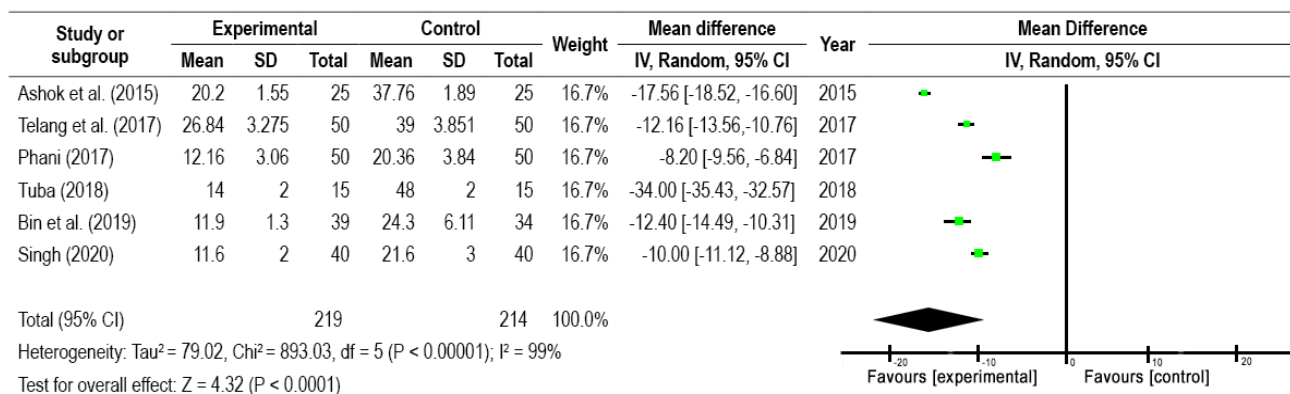 Study or subgroup Experimental Control Weight Mean difference Year Mean Difference
Mean SD Total Mean SD Total IV, Random, 95% CI IV, Random, 95% CI
Ashok et al. (2015) 20.2 1.55 25 37.76 1.89 25 16.7% -17.56 [-18.52, -16.60] 2015
Telang et al. (2017) 26.84 3.275 50 39 3.851 50 16.7% -12.16 [-13.56,-10.76] 2017
Phani (2017) 12.16 3.06 50 20.36 3.84 50 16.7% -8.20 [-9.56, -6.84] 2017
Tuba (2018) 14 2 15 48 2 15 16.7% -34.00 [-35.43, -32.57] 2018
Bin et al. (2019) 11.9 1.3 39 24.3 6.11 34 16.7% -12.40 [-14.49, -10.31] 2019
Singh (2020) 11.6 2 40 21.6 3 40 16.7% -10.00 [-11.12, -8.88] 2020
Total (95% CI) 219 214 100.0%
Heterogeneity: Tau² = 79.02, Chi² = 893.03, df = 5 (P < 0.00001); I² = 99%
Test for overall effect: Z = 4.32 (P < 0.0001)
-20 -10 0 10 20
Favours [experimental] Favours [control]